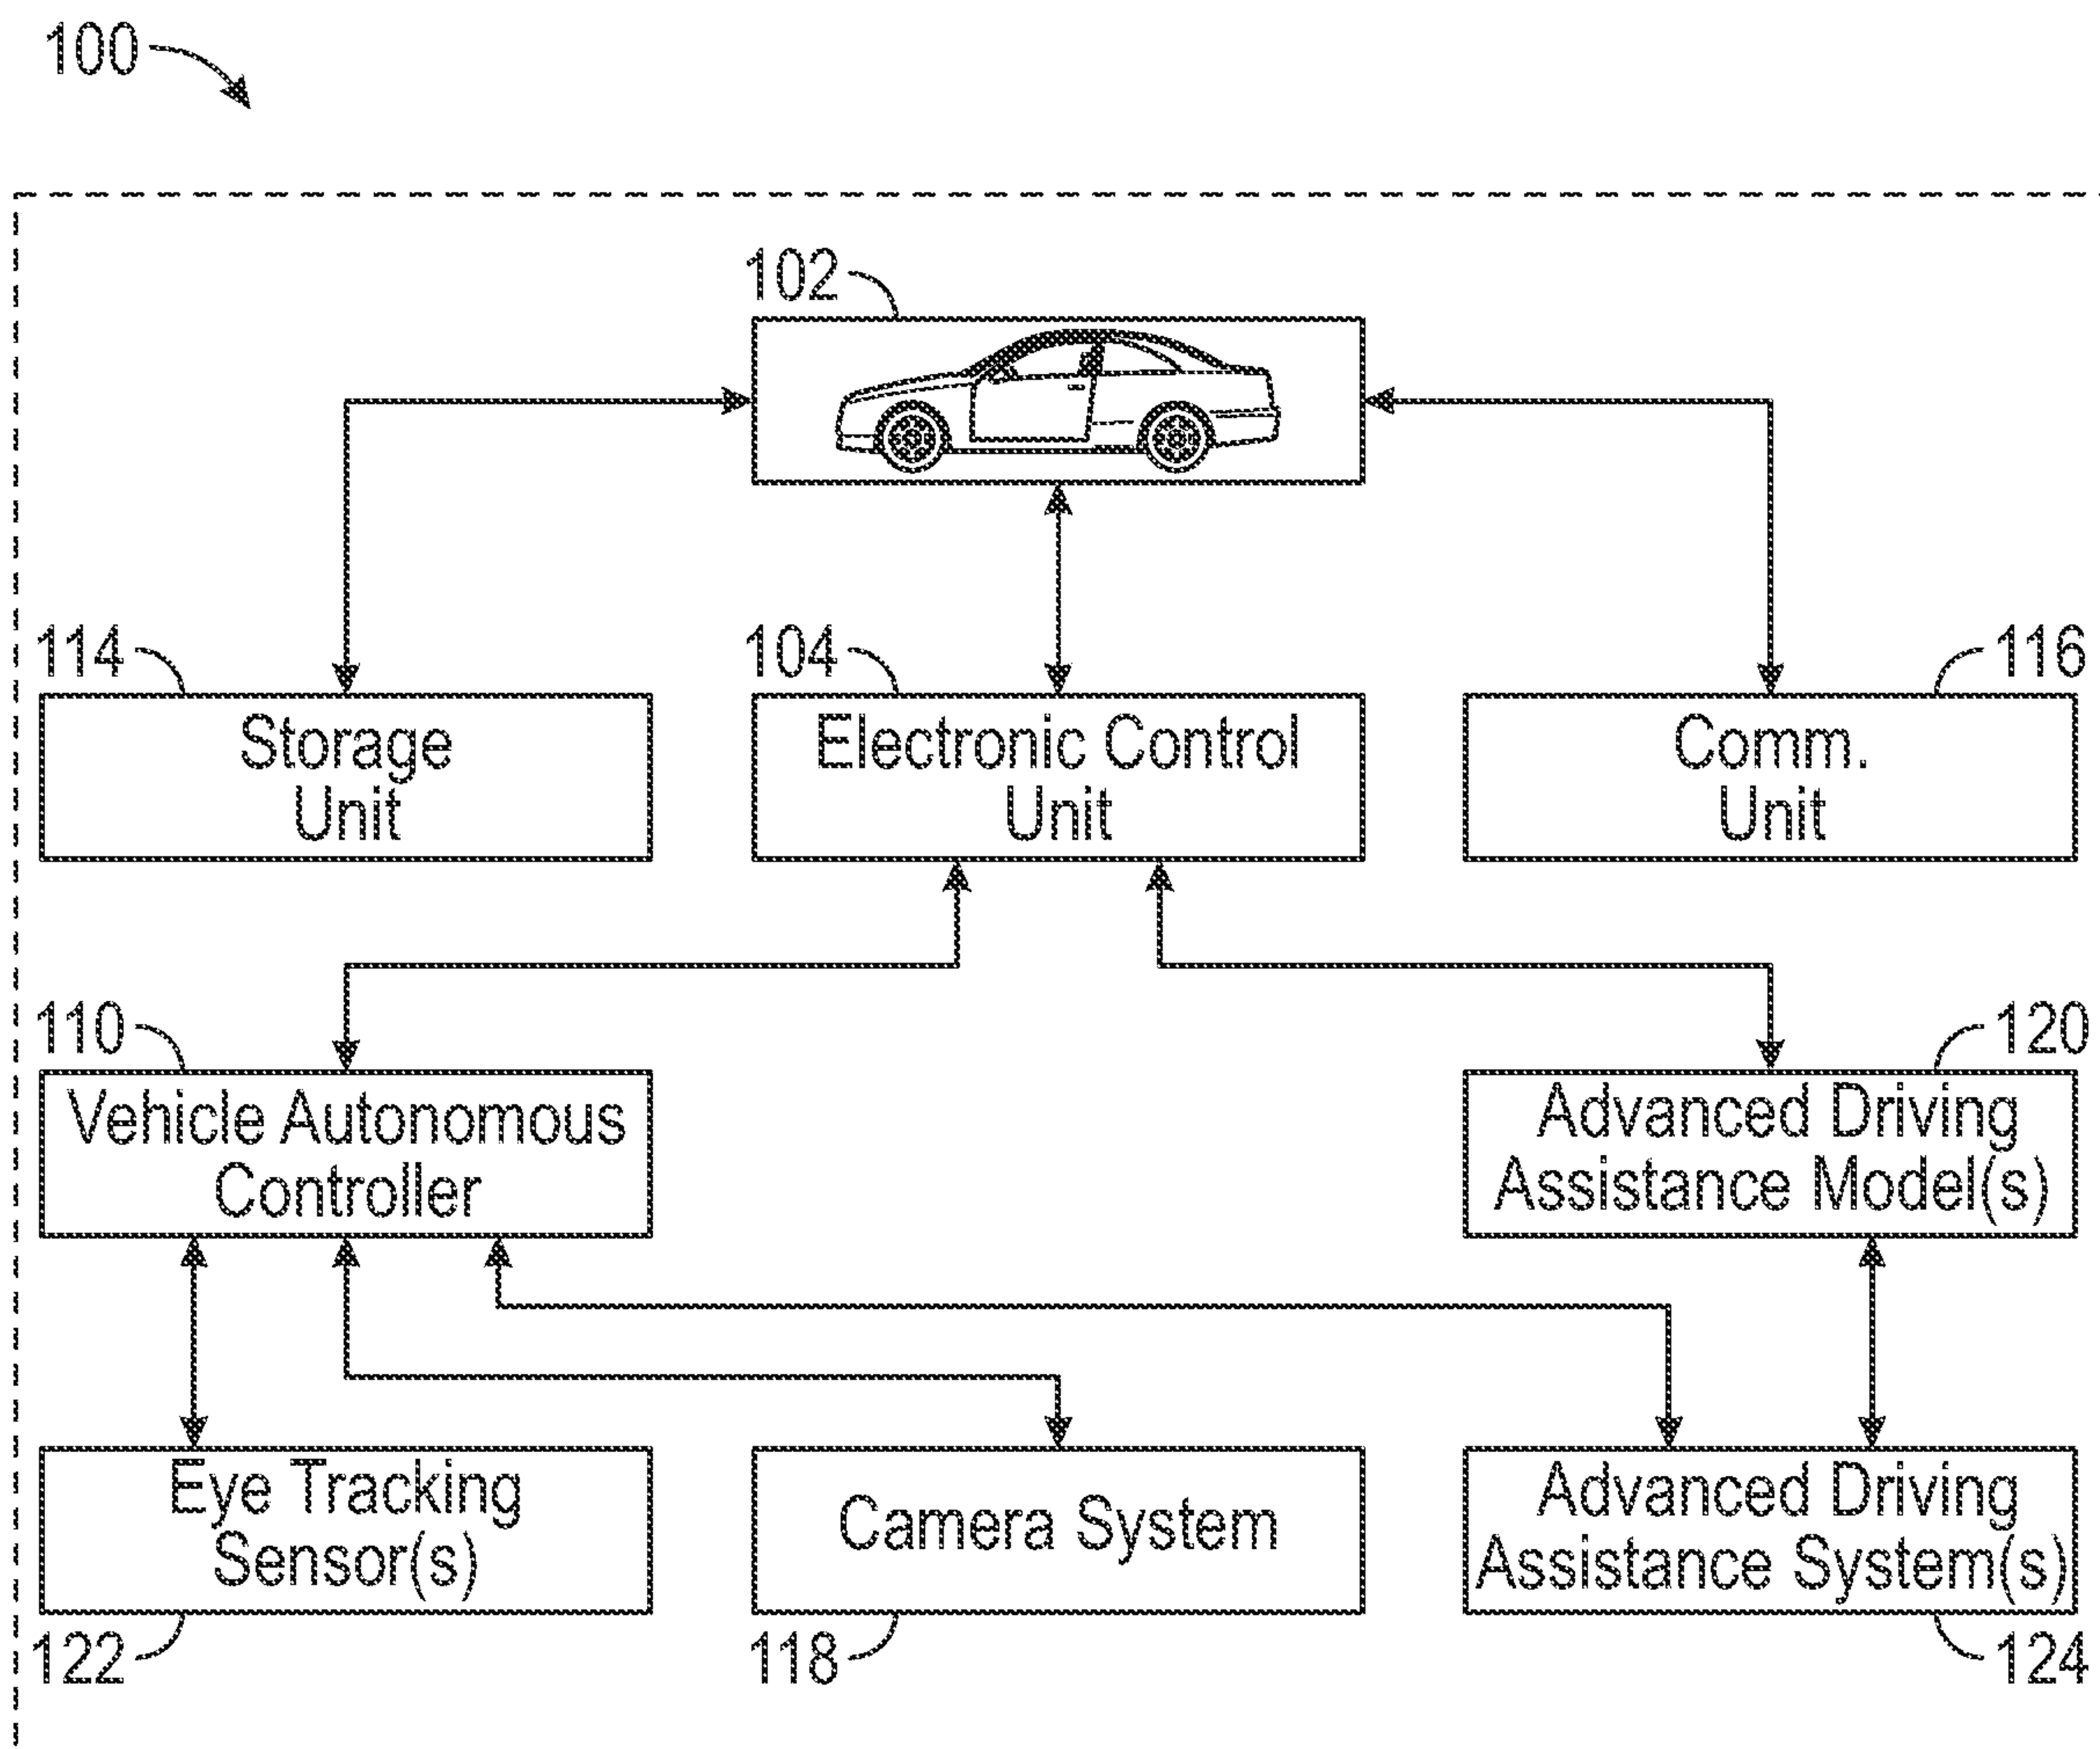 100
102
114
Storage
Unit
104
Electronic Control
Unit
116
Comm.
Unit
110
Vehicle Autonomous
Controller
120
Advanced Driving
Assistance Model(s)
Eye Tracking
Sensor(s)
122
Camera System
118
Advanced Driving
Assistance System(s)
124